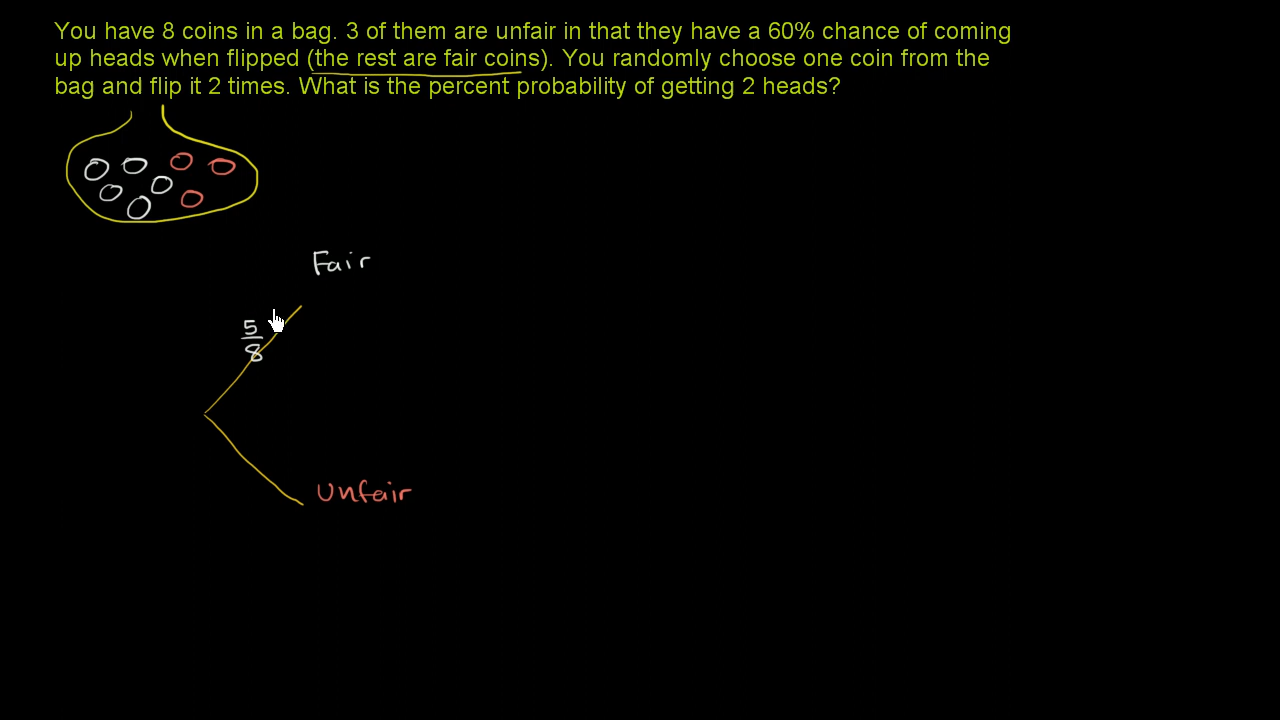 You have 8 coins in a bag. 3 of them are unfair in that they have a 60% chance of coming
up heads when flipped (the rest are fair coins). You randomly choose one coin from the
bag and flip it 2 times. What is the percent probability of getting 2 heads?
Fair
5/8
Unfair